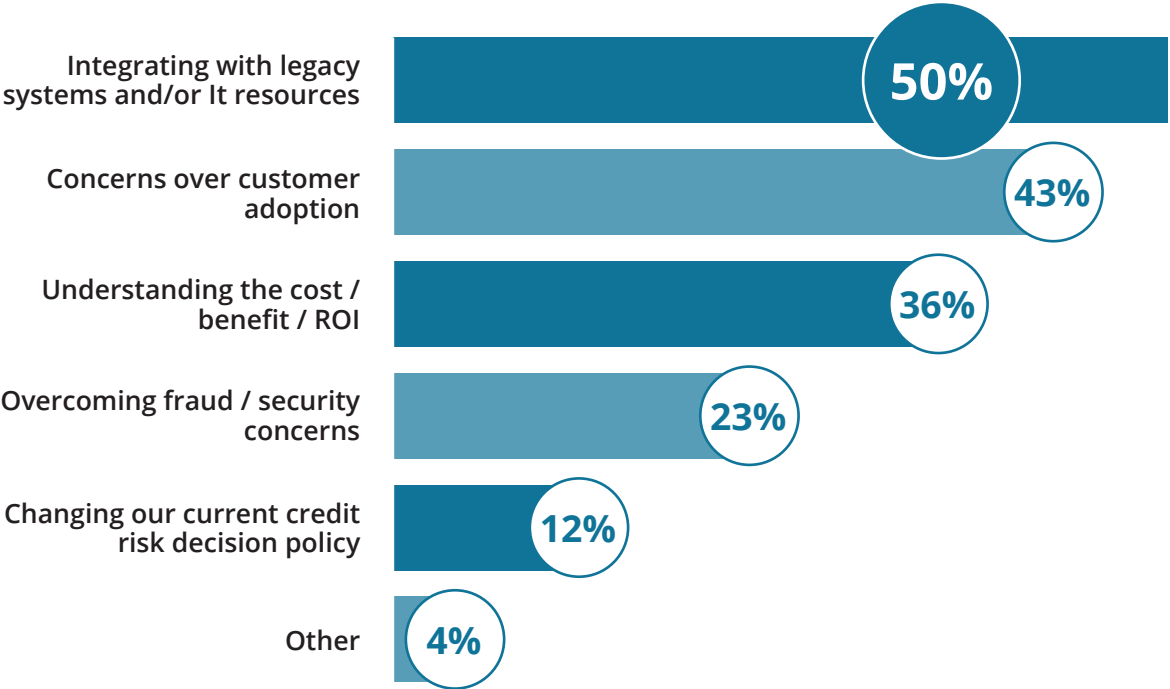 Integrating with legacy
systems and/or It resources
50%
Concerns over customer
adoption
43%
Understanding the cost /
benefit / ROI
36%
Overcoming fraud / security
concerns
23%
Changing our current credit
risk decision policy
12%
Other
4%